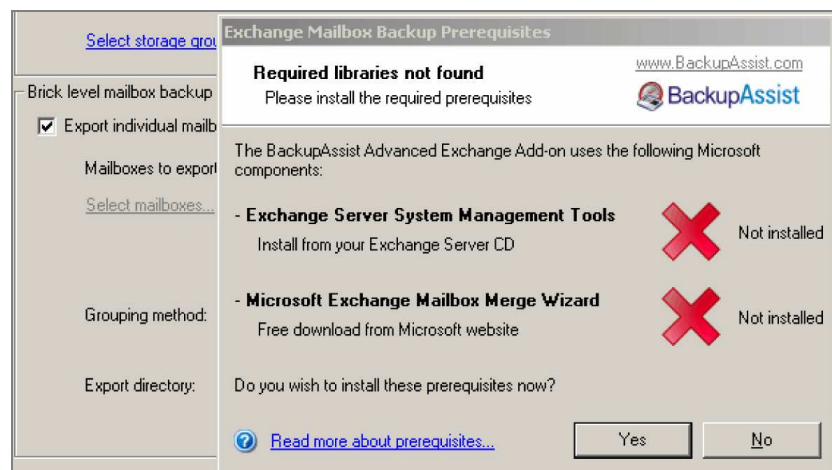 Select storage grou
Brick level mailbox backup
Export individual mailb
Mailboxes to export
Select mailboxes...
Grouping method:
Export directory:
Exchange Mailbox Backup Prerequisites
Required libraries not found
Please install the required prerequisites
www.BackupAssist.com
BackupAssist
The BackupAssist Advanced Exchange Add-on uses the following Microsoft
components:
- Exchange Server System Management Tools
Install from your Exchange Server CD
Not installed
- Microsoft Exchange Mailbox Merge Wizard
Free download from Microsoft website
Not installed
Do you wish to install these prerequisites now?
Read more about prerequisites...
Yes
No